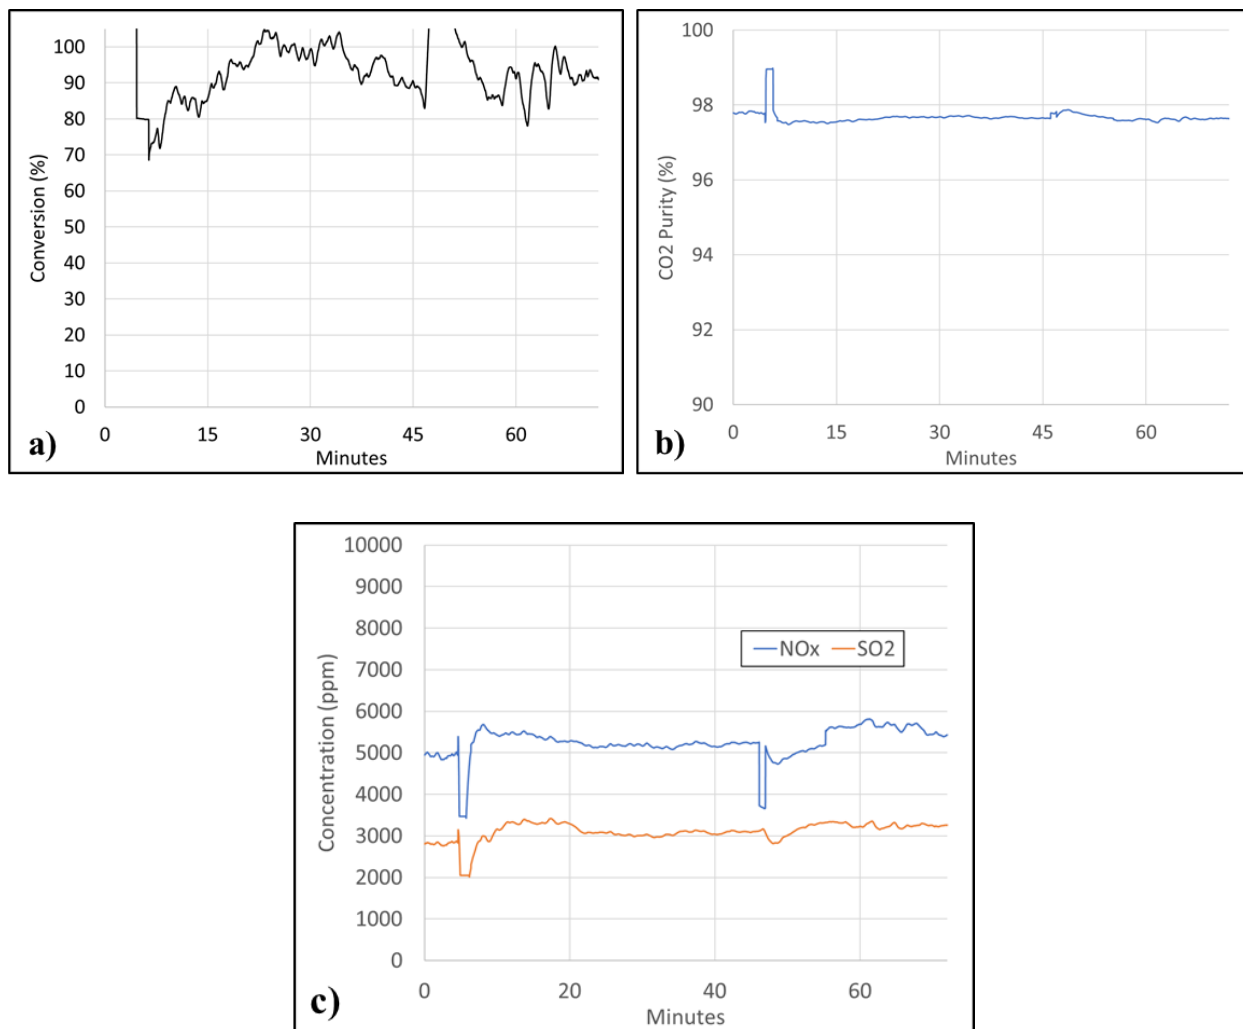 Conversion (%)
100
90
80
70
60
50
40
30
20
10
0
0 15 30 45 60
Minutes
a)
CO2 Purity (%)
100
98
96
94
92
90
0 15 30 45 60
Minutes
b)
Concentration (ppm)
10000
9000
8000
7000
6000
5000
4000
3000
2000
1000
0
NOx SO2
0 20 40 60
Minutes
c)